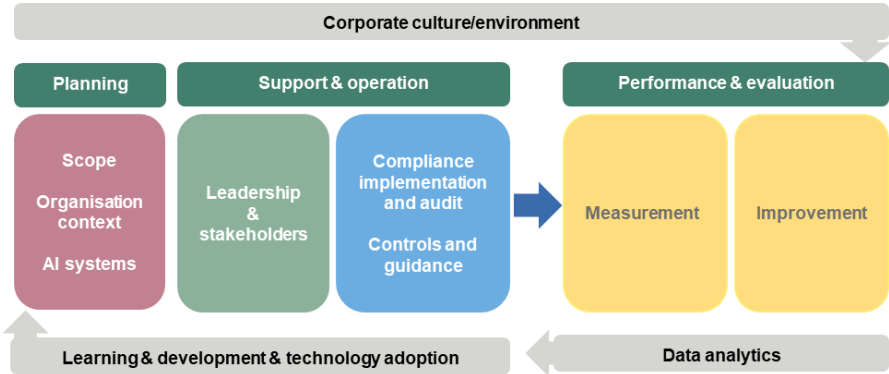 Corporate culture/environment
Planning
Support & operation
Performance & evaluation
Scope
Organisation
context
AI systems
Leadership
&
stakeholders
Compliance
implementation
and audit
Controls and
guidance
Measurement
Improvement
Learning & development & technology adoption
Data analytics